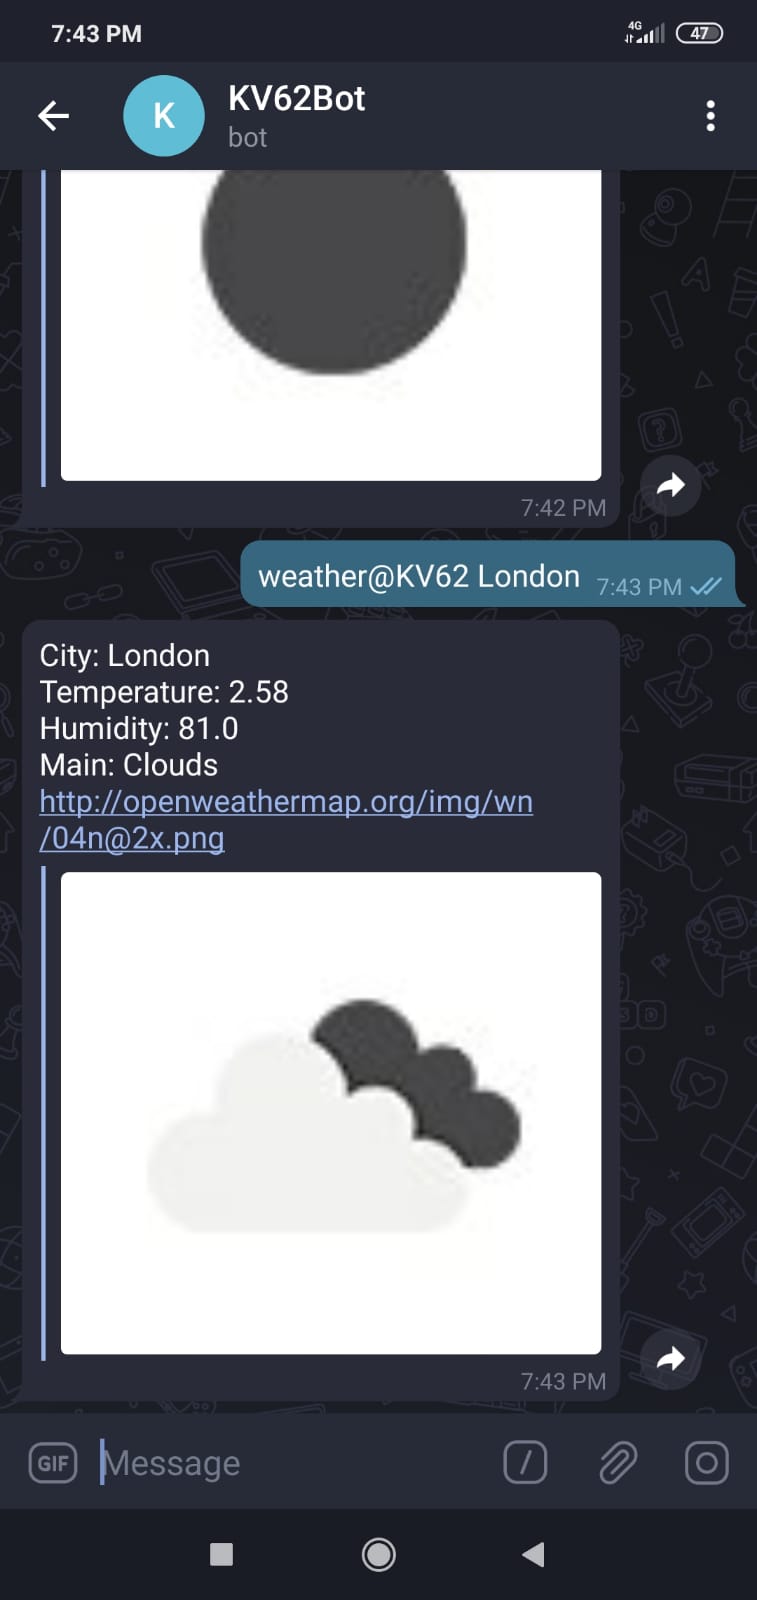 7:43 PM
4G
47
K
KV62Bot
bot
7:42 PM
weather@KV62 London 7:43 PM
City: London
Temperature: 2.58
Humidity: 81.0
Main: Clouds
http://openweathermap.org/img/wn
/04n@2x.png
7:43 PM
GIF Message